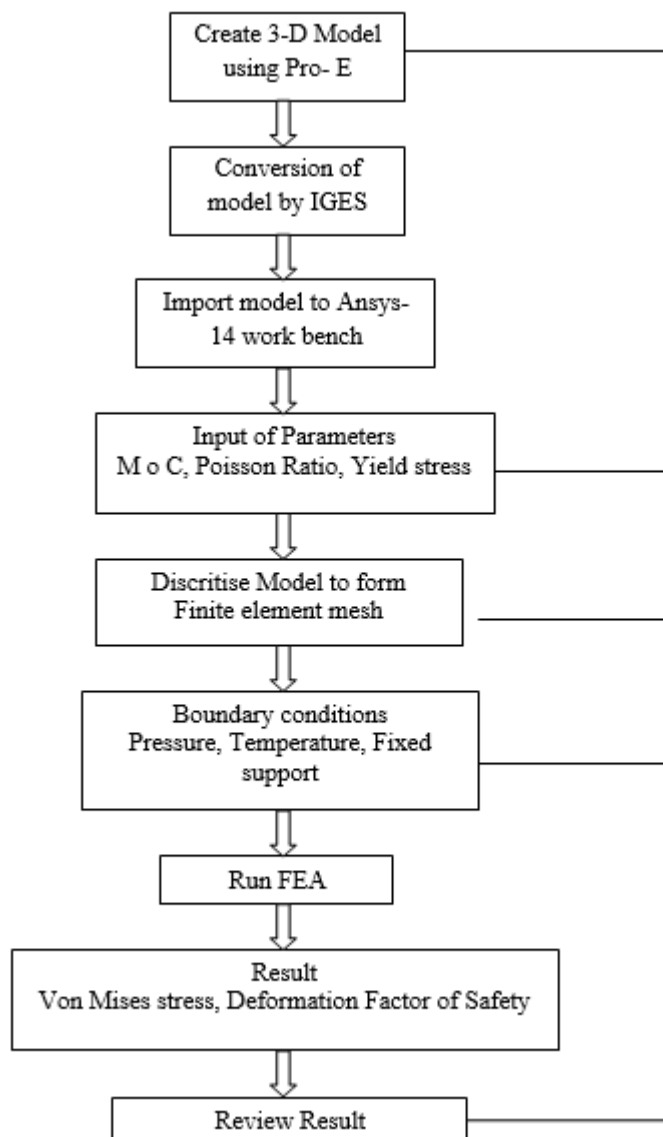 Create 3-D Model
using Pro- E
Conversion of
model by IGES
Import model to Ansys-
14 work bench
Input of Parameters
M o C, Poisson Ratio, Yield stress
Discritise Model to form
Finite element mesh
Boundary conditions
Pressure, Temperature, Fixed
support
Run FEA
Result
Von Mises stress, Deformation Factor of Safety
Review Result